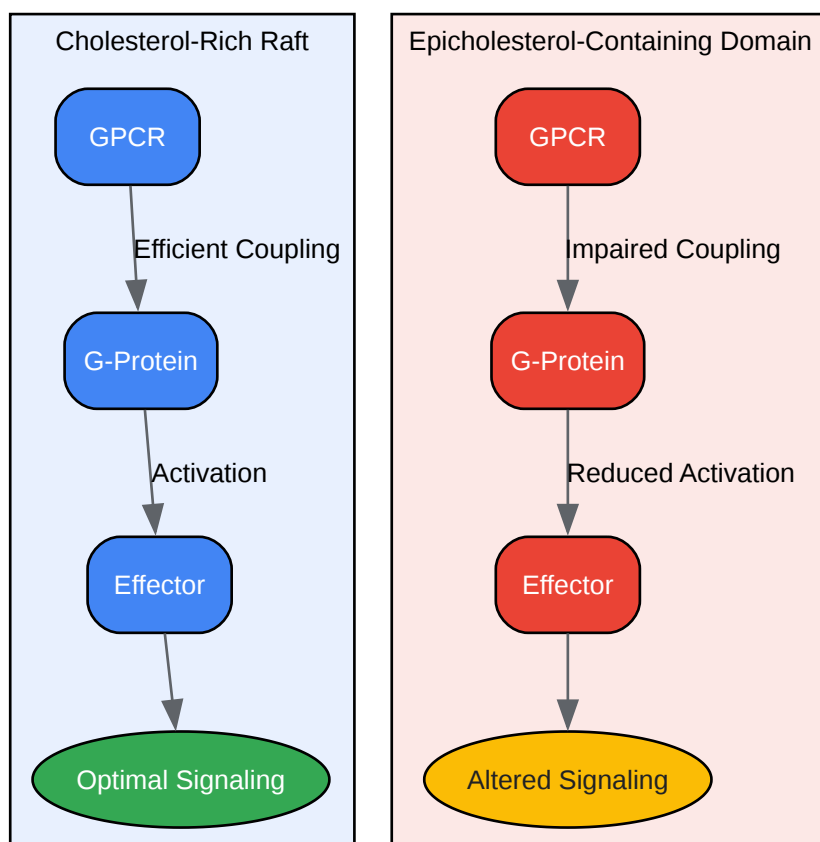 Cholesterol-Rich Raft
GPCR
Efficient Coupling
G-Protein
Activation
Effector
Optimal Signaling
Epicholesterol-Containing Domain
GPCR
Impaired Coupling
G-Protein
Reduced Activation
Effector
Altered Signaling